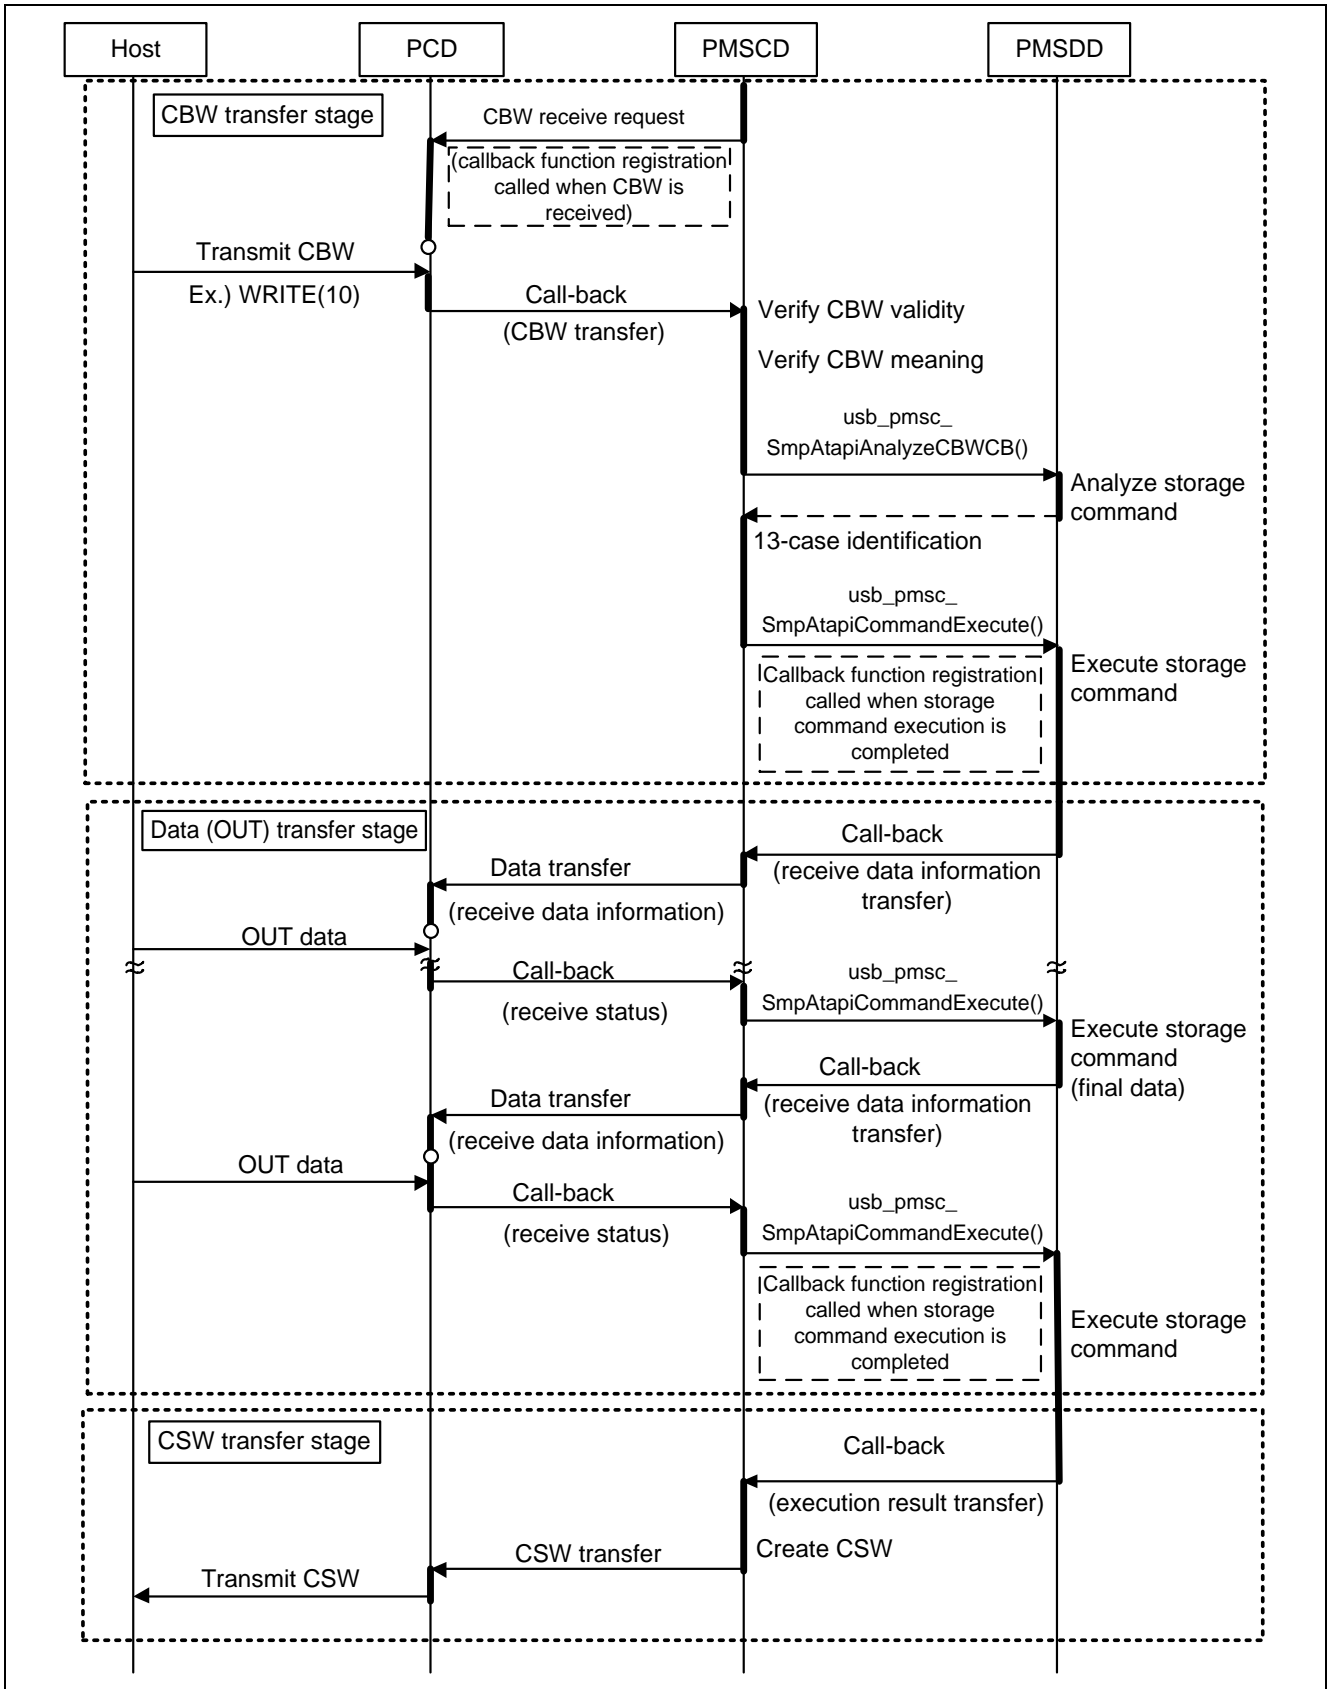 Host
PCD
PMSCD
PMSDD
CBW transfer stage
CBW receive request
(callback function registration
called when CBW is
received)
Transmit CBW
Ex.) WRITE(10)
Call-back
(CBW transfer)
Verify CBW validity
Verify CBW meaning
usb_pmsc_
SmpAtapiAnalyzeCBWCB()
Analyze storage
command
13-case identification
usb_pmsc_
SmpAtapiCommandExecute()
Execute storage
command
Callback function registration
called when storage
command execution is
completed
Data (OUT) transfer stage
Call-back
(receive data information
transfer)
Data transfer
(receive data information)
OUT data
Call-back
(receive status)
usb_pmsc_
SmpAtapiCommandExecute()
Execute storage
command
(final data)
Call-back
(receive data information
transfer)
Data transfer
(receive data information)
OUT data
Call-back
(receive status)
usb_pmsc_
SmpAtapiCommandExecute()
Callback function registration
called when storage
command execution is
completed
Execute storage
command
CSW transfer stage
Call-back
(execution result transfer)
Create CSW
CSW transfer
Transmit CSW